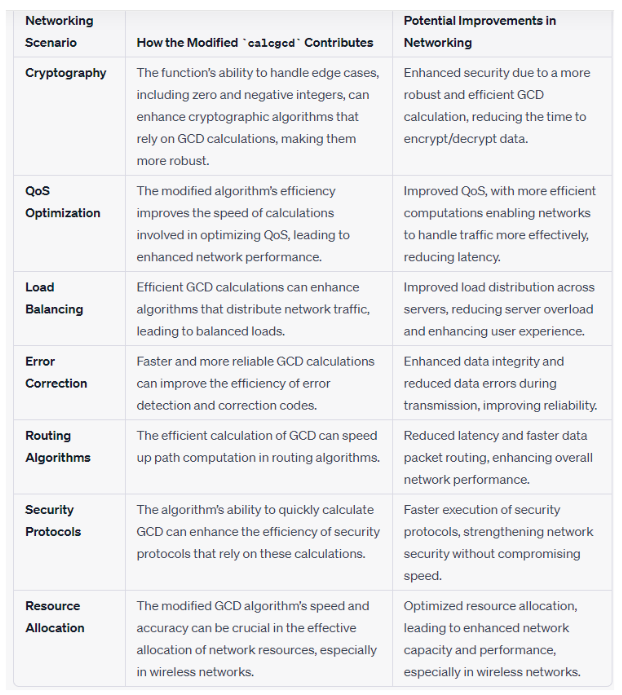 Networking
Scenario
How the Modified `calcgcd` Contributes
Potential Improvements in
Networking
Cryptography
The function's ability to handle edge cases,
including zero and negative integers, can
enhance cryptographic algorithms that
rely on GCD calculations, making them
more robust.
Enhanced security due to a more
robust and efficient GCD
calculation, reducing the time to
encrypt/decrypt data.
QoS
Optimization
The modified algorithm's efficiency
improves the speed of calculations
involved in optimizing QoS, leading to
enhanced network performance.
Improved QoS, with more efficient
computations enabling networks
to handle traffic more effectively,
reducing latency.
Load
Balancing
Efficient GCD calculations can enhance
algorithms that distribute network traffic,
leading to balanced loads.
Improved load distribution across
servers, reducing server overload
and enhancing user experience.
Error
Correction
Faster and more reliable GCD calculations
can improve the efficiency of error
detection and correction codes.
Enhanced data integrity and
reduced data errors during
transmission, improving reliability.
Routing
Algorithms
The efficient calculation of GCD can speed
up path computation in routing algorithms.
Reduced latency and faster data
packet routing, enhancing overall
network performance.
Security
Protocols
The algorithm's ability to quickly calculate
GCD can enhance the efficiency of security
protocols that rely on these calculations.
Faster execution of security
protocols, strengthening network
security without compromising
speed.
Resource
Allocation
The modified GCD algorithm's speed and
accuracy can be crucial in the effective
allocation of network resources, especially
in wireless networks.
Optimized resource allocation,
leading to enhanced network
capacity and performance,
especially in wireless networks.